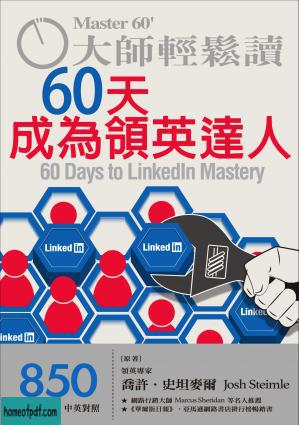 Master 60'
大師輕鬆讀
60天
成為領英達人
60 Days to LinkedIn Mastery
Linked in
Linked in
Linked in
Linked in
Linked in
Linked in
850
中英對照
[原著]
領英專家
喬許・史坦麥爾 Josh Steimle
★ 網路行銷大師 Marcus Sheridan 等名人推薦
★《華爾街日報》、亞馬遜網路書店排行榜暢銷書
homeofpdf.com